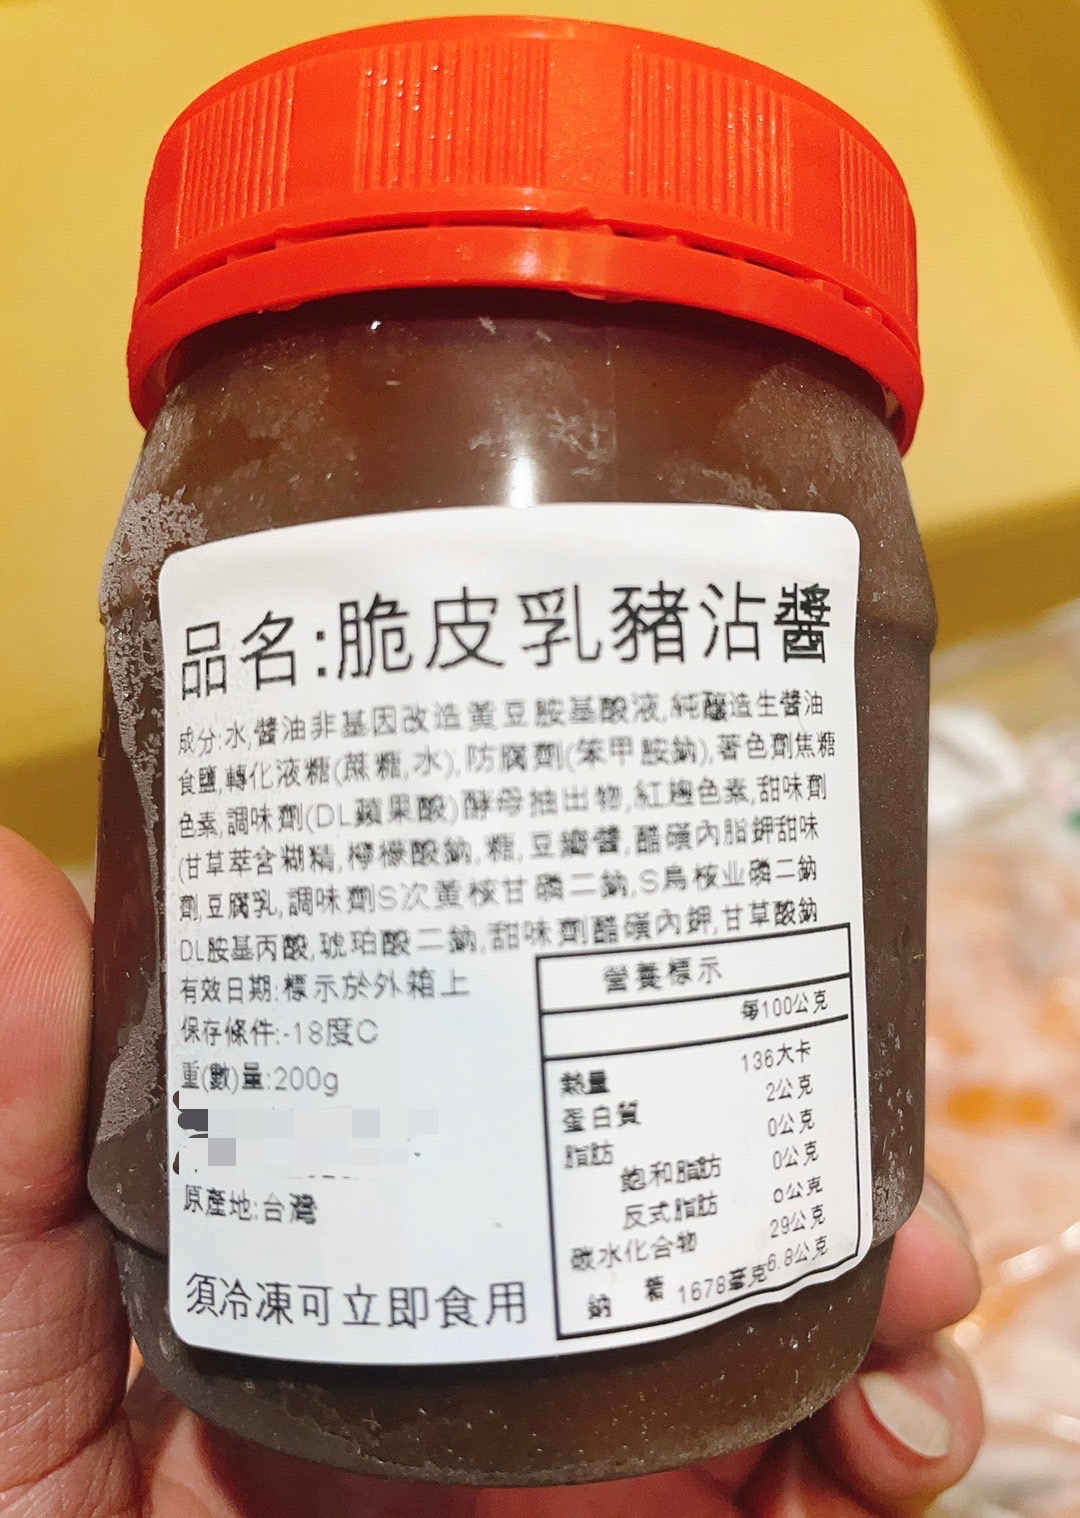 品名:脆皮乳豬沾醬
成分:水,醬油非基因改造黃豆胺基酸液,純釀造生醬油
食鹽,轉化液糖(蔗糖,水),防腐劑(笨甲胺鈉),著色劑焦糖
色素,調味劑(DL蘋果酸)酵母抽出物,紅麴色素,甜味劑
(甘草萃含糊精,檸檬酸鈉,糖,豆瓣醬,醋磺內脂鉀甜味
劑,豆腐乳,調味劑S次黃核甘磷二鈉,S鳥核业磷二鈉
DL胺基丙酸,琥珀酸二鈉,甜味劑醋磺內鉀,甘草酸鈉
有效日期:標示於外箱上
保存條件:-18度C
重(數)量:200g
原產地:台灣
須冷凍可立即食用
營養標示
每100公克
熱量 136大卡
蛋白質 2公克
脂肪 0公克
飽和脂肪 0公克
反式脂肪 0公克
碳水化合物 29公克
糖 6.8公克
鈉 1678毫克